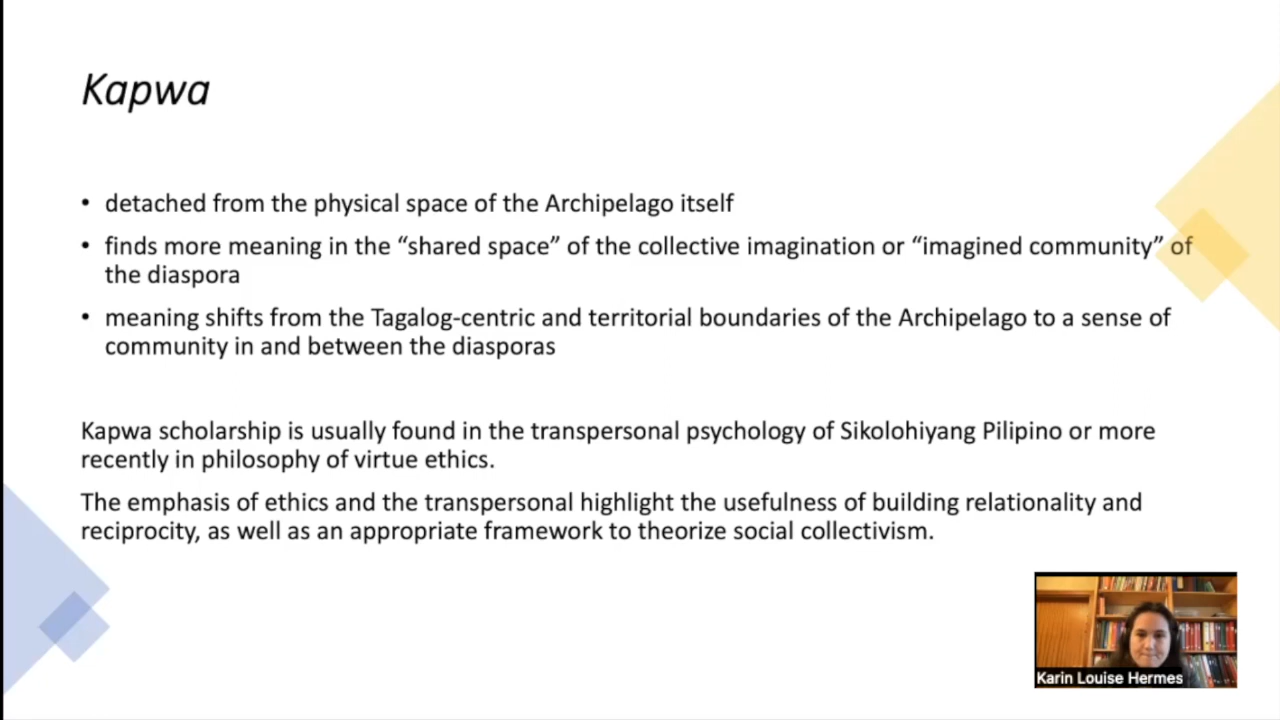 Kapwa
• detached from the physical space of the Archipelago itself
• finds more meaning in the “shared space” of the collective imagination or “imagined community” of
the diaspora
• meaning shifts from the Tagalog-centric and territorial boundaries of the Archipelago to a sense of
community in and between the diasporas
Kapwa scholarship is usually found in the transpersonal psychology of Sikolohiyang Pilipino or more
recently in philosophy of virtue ethics.
The emphasis of ethics and the transpersonal highlight the usefulness of building relationality and
reciprocity, as well as an appropriate framework to theorize social collectivism.
Karin Louise Hermes